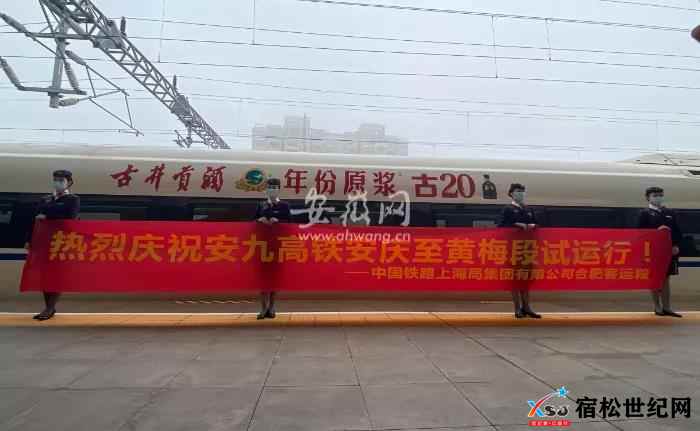 古井贡酒 年份原浆 古20
安徽网
www.ahwang.cn
热烈庆祝安九高铁安庆至黄梅段试运行！
——中国铁路上海局集团有限公司合肥客运段
XSJ 宿松世纪网